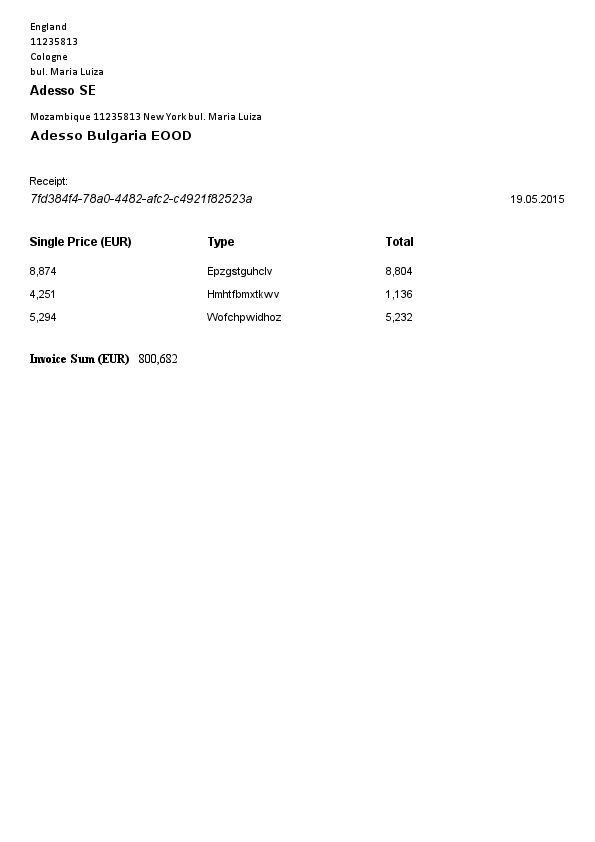 England
11235813
Cologne
bul. Maria Luiza
Adesso SE
Mozambique 11235813 New York bul. Maria Luiza
Adesso Bulgaria EOOD
Receipt:
7fd384f4-78a0-4482-afc2-c4921f82523a 19.05.2015
Single Price (EUR) Type Total
8,874 Epzgstguhclv 8,804
4,251 Hmhtfbmxtkwv 1,136
5,294 Wofchpwidhoz 5,232
Invoice Sum (EUR) 800,682